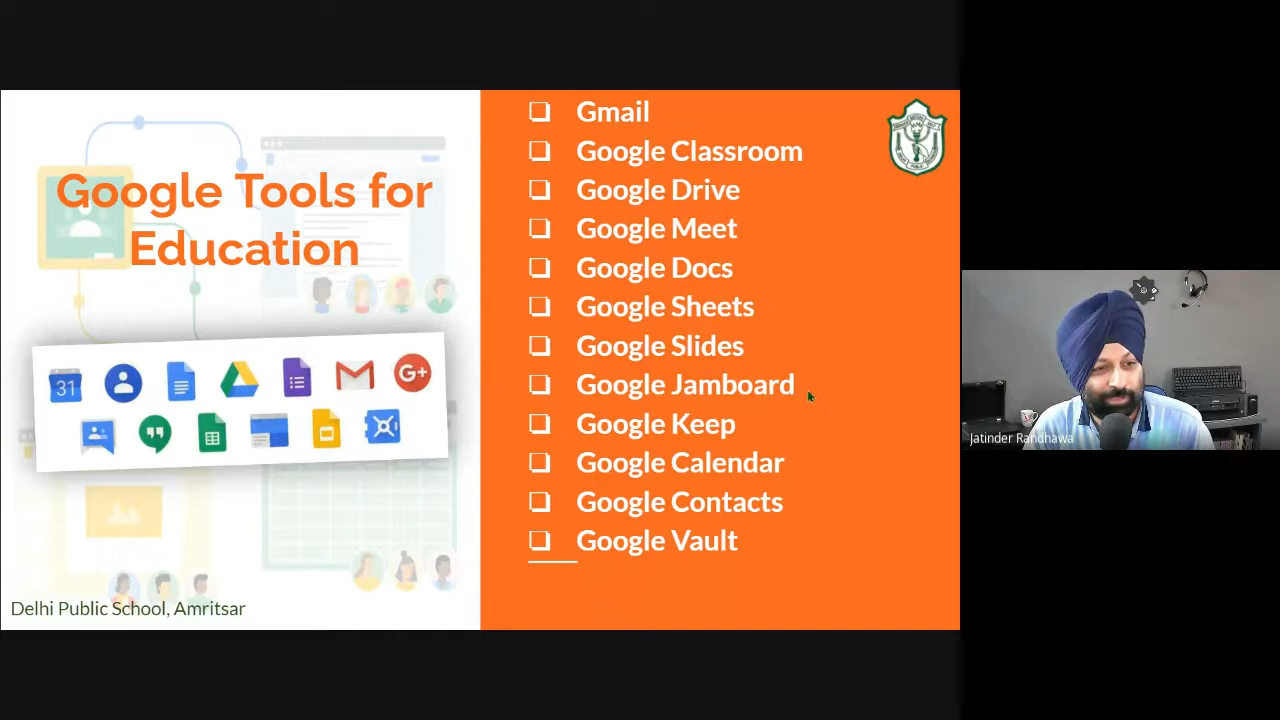 Google Tools for
Education
31
G+
Delhi Public School, Amritsar
Gmail
Google Classroom
Google Drive
Google Meet
Google Docs
Google Sheets
Google Slides
Google Jamboard
Google Keep
Google Calendar
Google Contacts
Google Vault
Jatinder Randhawa